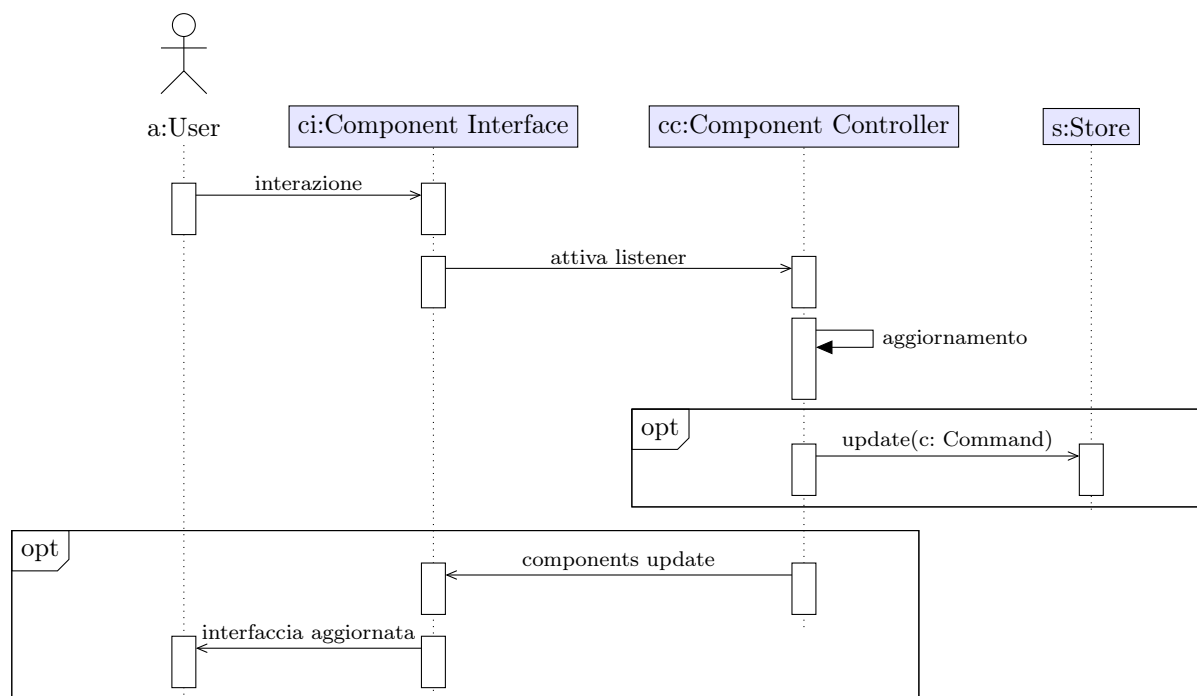 a:User
ci:Component Interface
cc:Component Controller
s:Store
interazione
attiva listener
aggiornamento
opt
update(c: Command)
opt
components update
interfaccia aggiornata